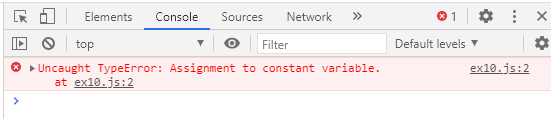 Elements Console Sources Network » 1
top Filter Default levels
Uncaught TypeError: Assignment to constant variable. ex10.js:2
at ex10.js:2